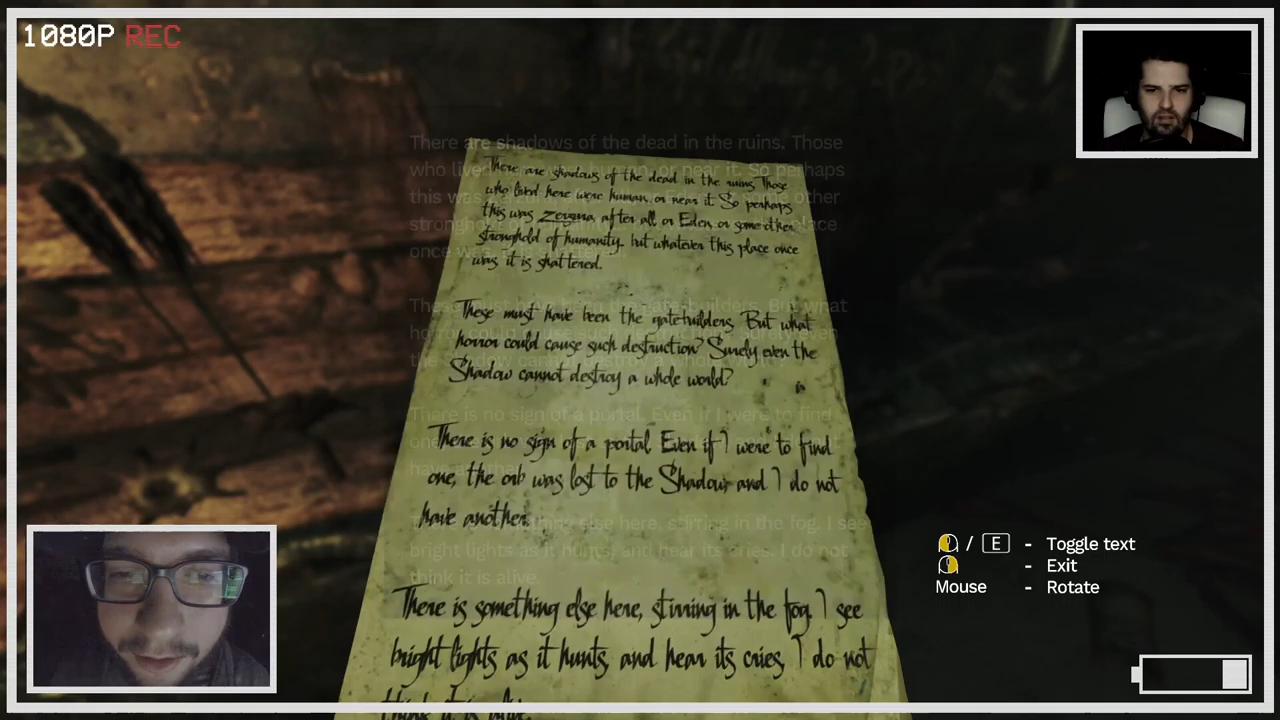 1080P REC
There are shadows of the dead in the ruins. Those
who lived here were human, or near it. So perhaps
this was Zerzura, after all, or Eden, or some other
stronghold of humanity, but whatever this place once
was, it is shattered.
These must have been the gatebuilders. But what
horror could cause such destruction? Surely even the
Shadow cannot destroy a whole world?
There is no sign of a portal. Even if I were to find
one, the orb was lost to the Shadow, and I do not
have another.
There is something else here, stirring in the fog. I see
bright lights as it hunts, and hear its cries. I do not
think it is alive.
/ E - Toggle text
- Exit
Mouse - Rotate